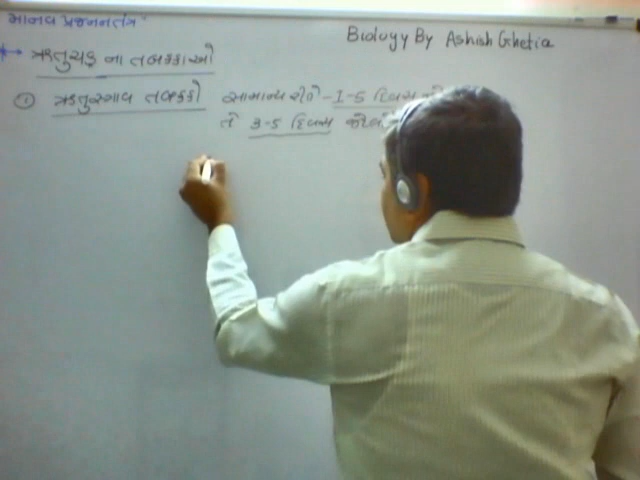 માનવ પ્રજનનતંત્ર
Biology By Ashish Ghetia
→ ઋતુચક્ર ના તબક્કાઓ
① ઋતુસ્ત્રાવ તબક્કો સામાન્ય રીતે - 1-5 દિવસ
તે 3-5 દિવસ